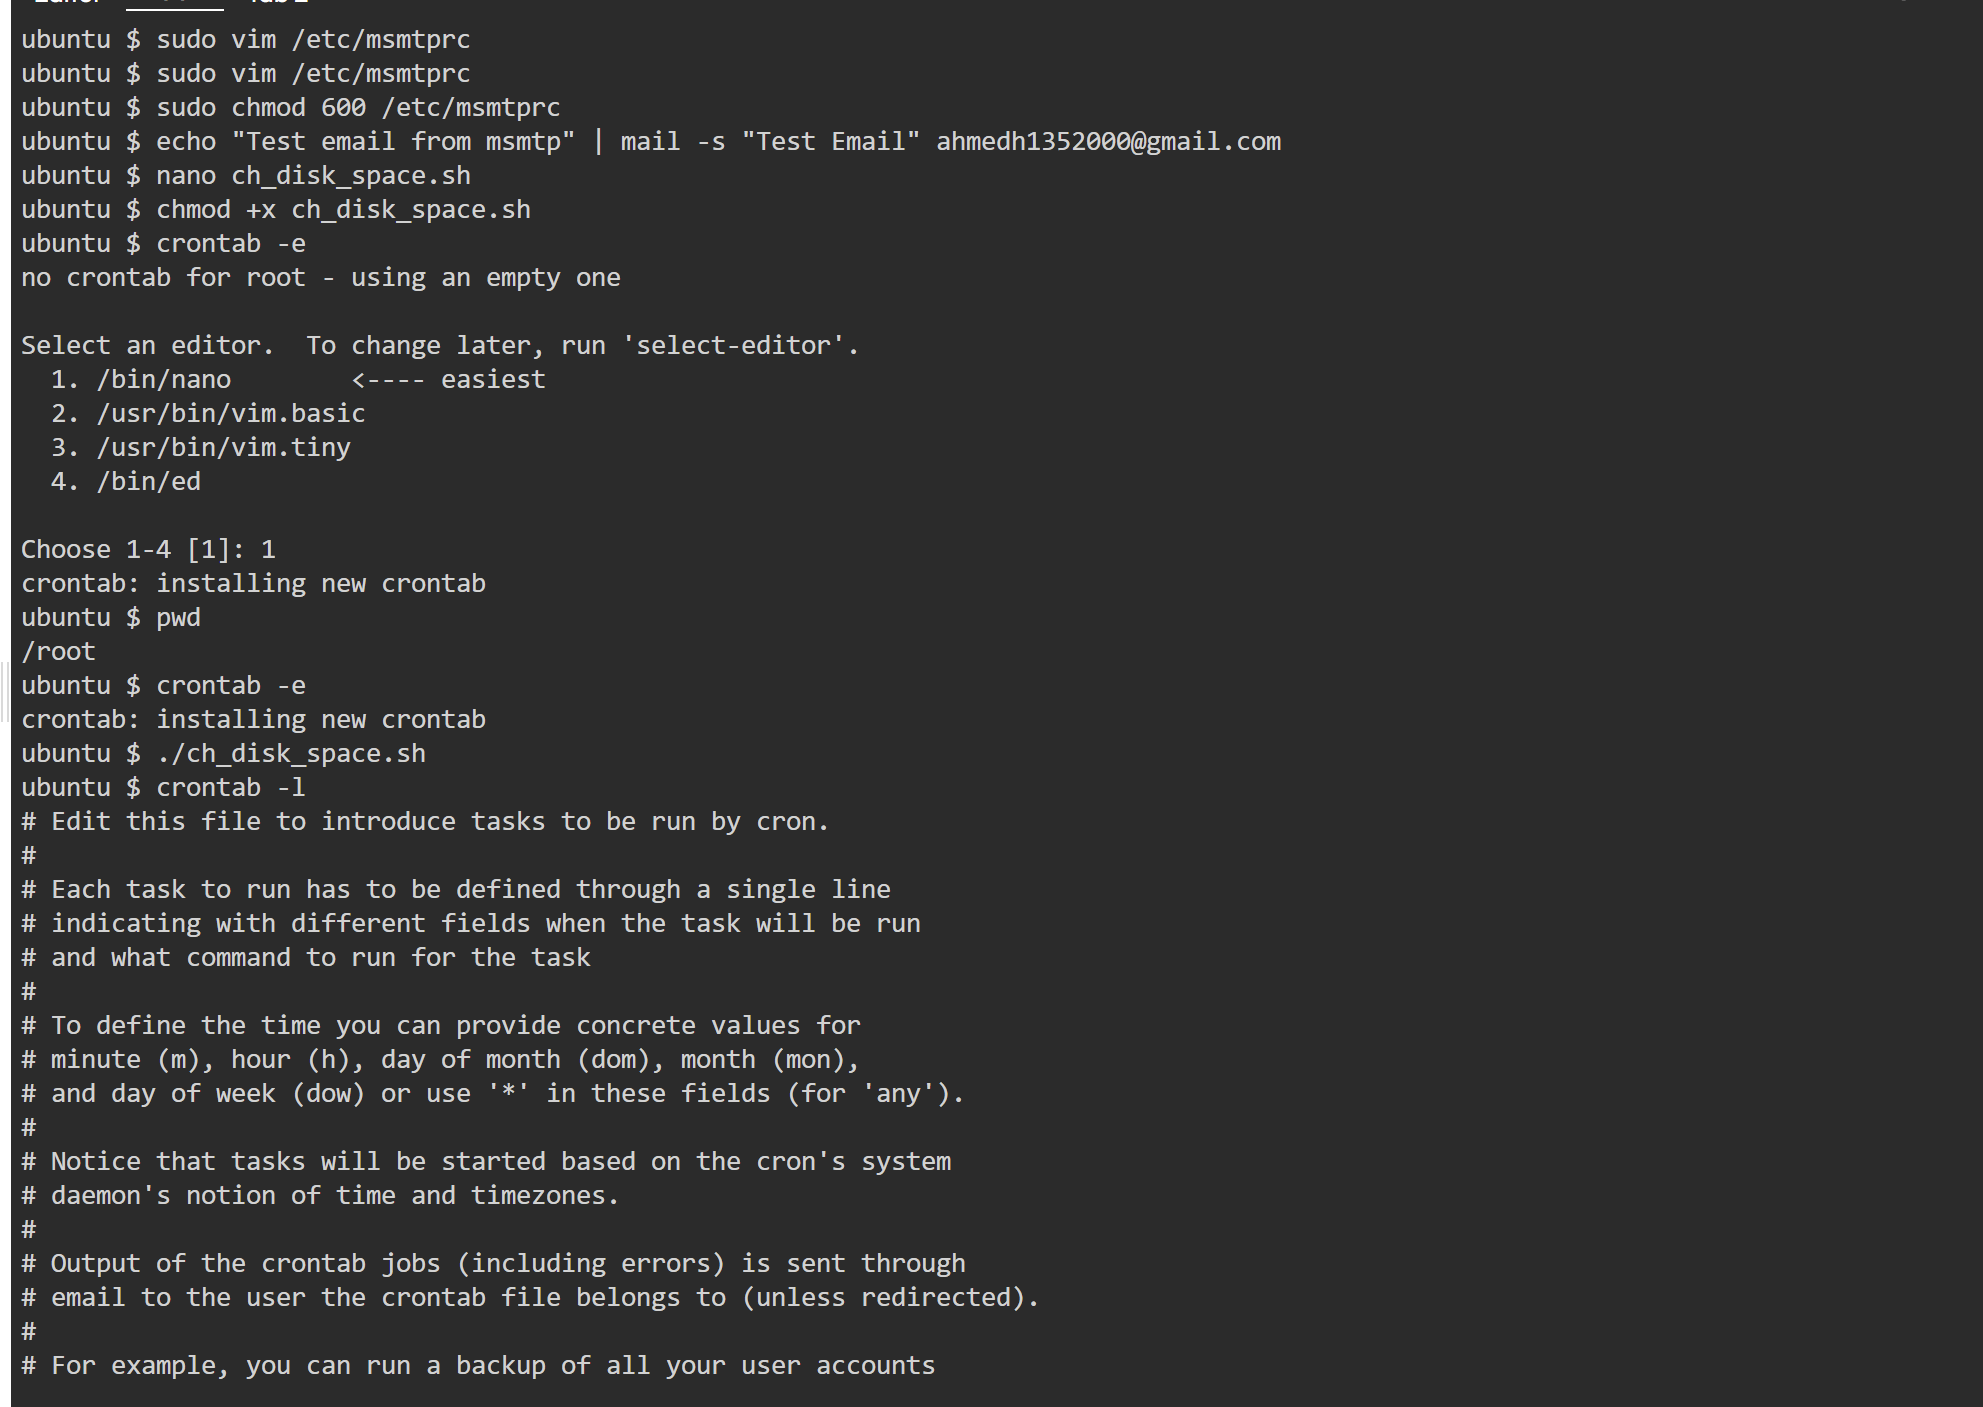 ubuntu $ sudo vim /etc/msmtprc
ubuntu $ sudo vim /etc/msmtprc
ubuntu $ sudo chmod 600 /etc/msmtprc
ubuntu $ echo "Test email from msmtp" | mail -s "Test Email" ahmedh1352000@gmail.com
ubuntu $ nano ch_disk_space.sh
ubuntu $ chmod +x ch_disk_space.sh
ubuntu $ crontab -e
no crontab for root - using an empty one

Select an editor.  To change later, run 'select-editor'.
  1. /bin/nano        <---- easiest
  2. /usr/bin/vim.basic
  3. /usr/bin/vim.tiny
  4. /bin/ed

Choose 1-4 [1]: 1
crontab: installing new crontab
ubuntu $ pwd
/root
ubuntu $ crontab -e
crontab: installing new crontab
ubuntu $ ./ch_disk_space.sh
ubuntu $ crontab -l
# Edit this file to introduce tasks to be run by cron.
#
# Each task to run has to be defined through a single line
# indicating with different fields when the task will be run
# and what command to run for the task
#
# To define the time you can provide concrete values for
# minute (m), hour (h), day of month (dom), month (mon),
# and day of week (dow) or use '*' in these fields (for 'any').
#
# Notice that tasks will be started based on the cron's system
# daemon's notion of time and timezones.
#
# Output of the crontab jobs (including errors) is sent through
# email to the user the crontab file belongs to (unless redirected).
#
# For example, you can run a backup of all your user accounts